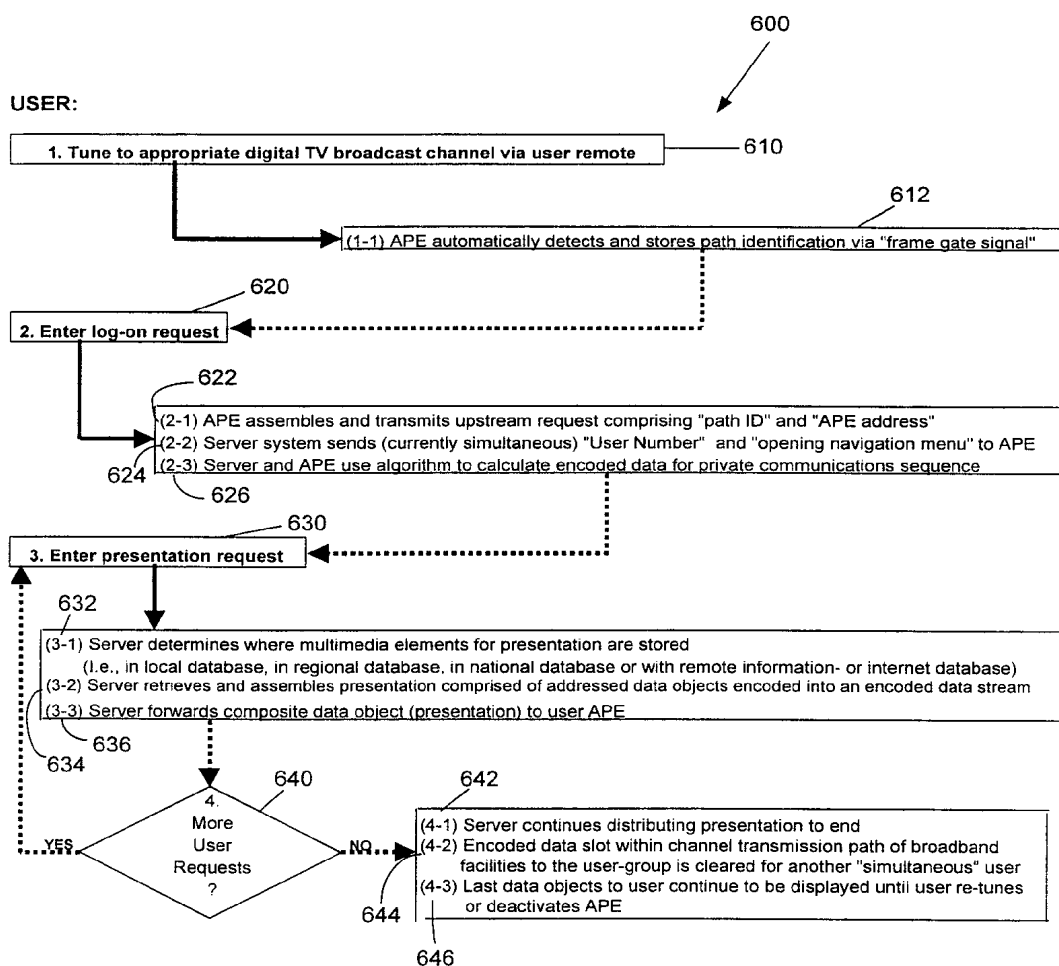 600
USER:
1. Tune to appropriate digital TV broadcast channel via user remote
610
612
(1-1) APE automatically detects and stores path identification via "frame gate signal"
620
2. Enter log-on request
622
(2-1) APE assembles and transmits upstream request comprising "path ID" and "APE address"
(2-2) Server system sends (currently simultaneous) "User Number" and "opening navigation menu" to APE
624
(2-3) Server and APE use algorithm to calculate encoded data for private communications sequence
626
630
3. Enter presentation request
632
(3-1) Server determines where multimedia elements for presentation are stored
(I.e., in local database, in regional database, in national database or with remote information- or internet database)
(3-2) Server retrieves and assembles presentation comprised of addressed data objects encoded into an encoded data stream
(3-3) Server forwards composite data object (presentation) to user APE
634
636
640
4.
More
User
Requests
?
YES
NO
642
(4-1) Server continues distributing presentation to end
(4-2) Encoded data slot within channel transmission path of broadband
facilities to the user-group is cleared for another "simultaneous" user
(4-3) Last data objects to user continue to be displayed until user re-tunes
or deactivates APE
644
646